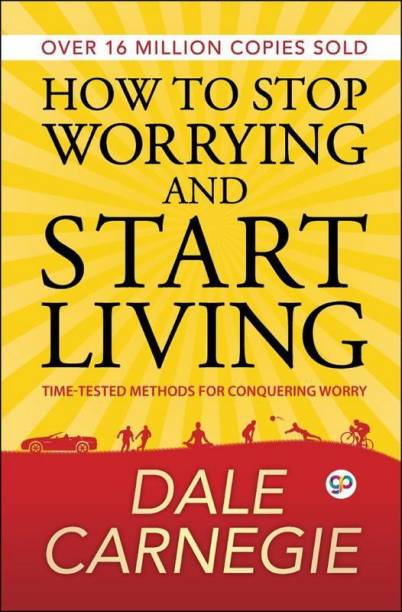 OVER 16 MILLION COPIES SOLD
HOW TO STOP
WORRYING
AND
START
LIVING
TIME-TESTED METHODS FOR CONQUERING WORRY
gp
DALE
CARNEGIE